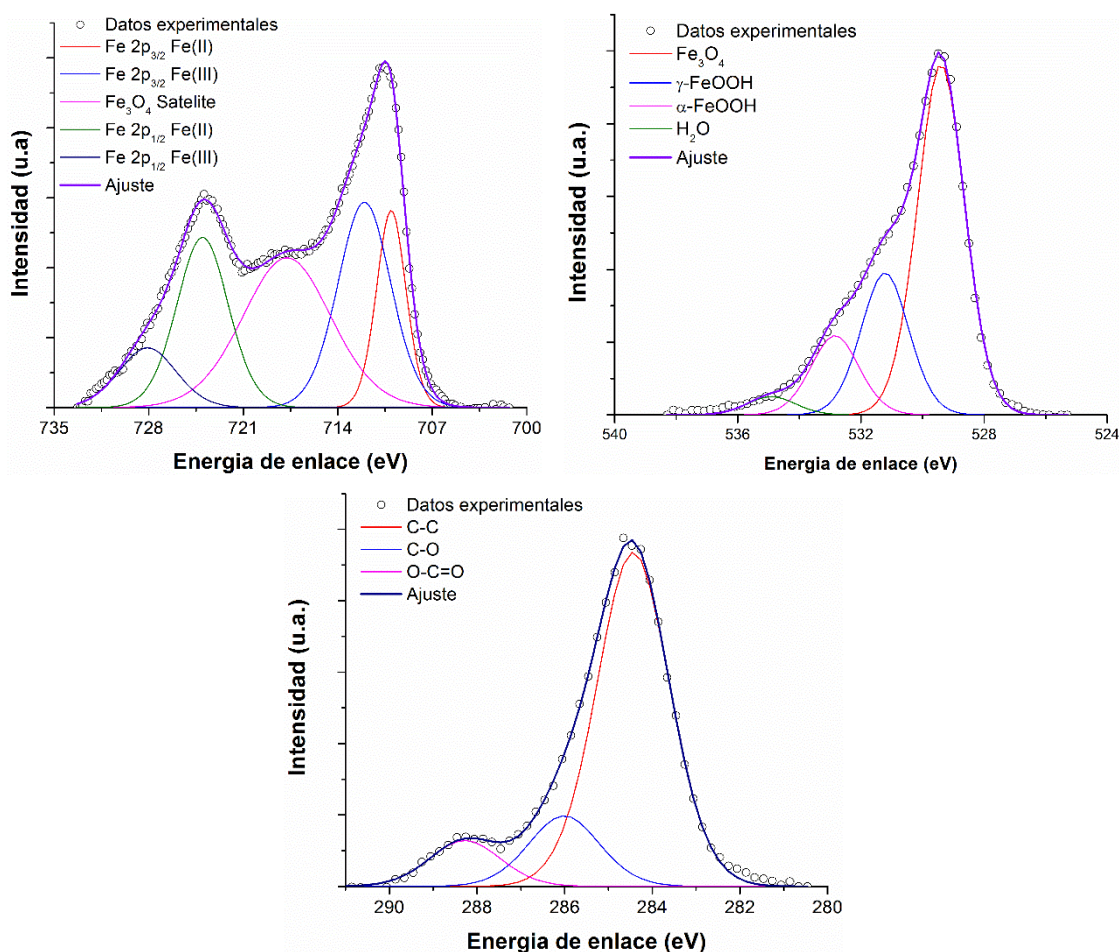 Datos experimentales
Fe 2p3/2 Fe(II)
Fe 2p3/2 Fe(III)
Fe3O4 Satelite
Fe 2p1/2 Fe(II)
Fe 2p1/2 Fe(III)
Ajuste
Intensidad (u.a)
735 728 721 714 707 700
Energia de enlace (eV)
Datos experimentales
Fe3O4
γ-FeOOH
α-FeOOH
H2O
Ajuste
Intensidad (u.a.)
540 536 532 528 524
Energia de enlace (eV)
Datos experimentales
C-C
C-O
O-C=O
Ajuste
Intensidad (u.a.)
290 288 286 284 282 280
Energia de enlace (eV)